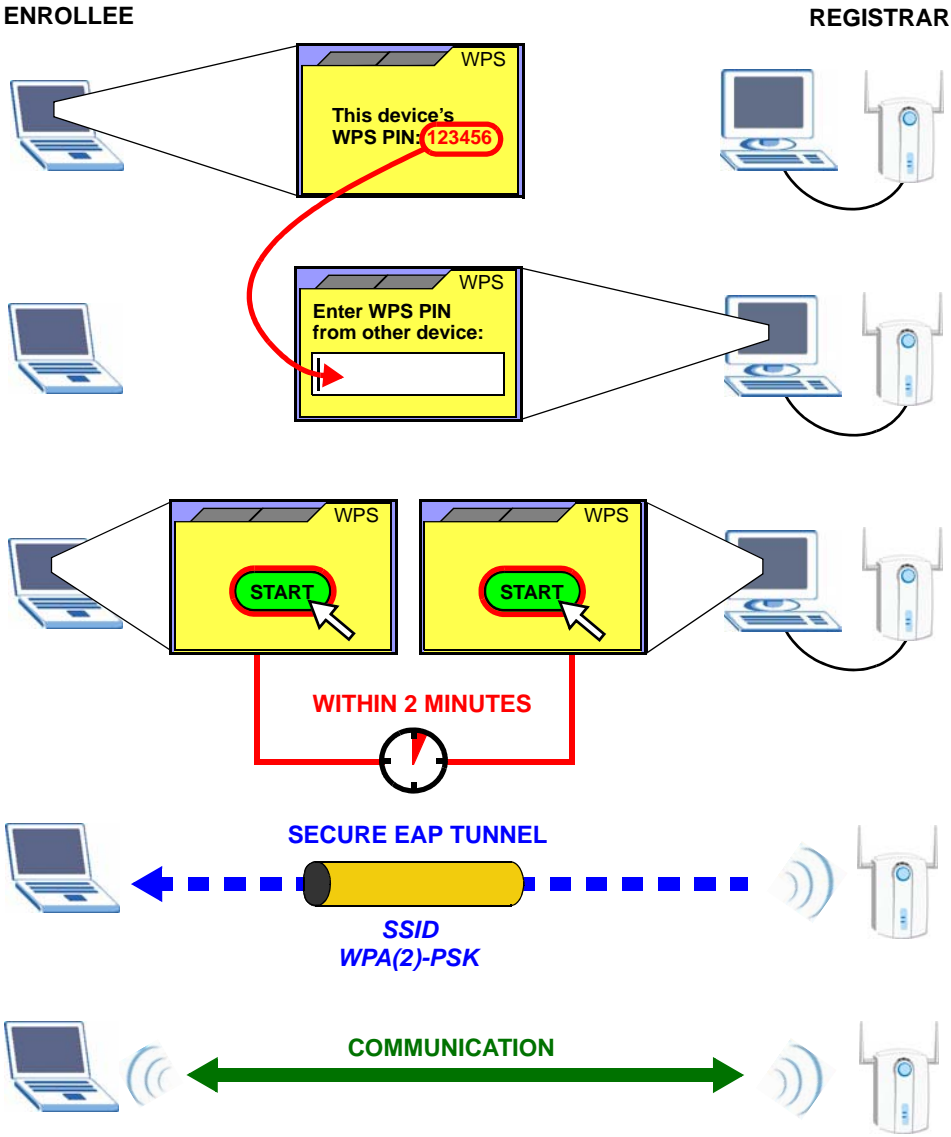 ENROLLEE
REGISTRAR
WPS
This device's
WPS PIN: 123456
WPS
Enter WPS PIN
from other device:
WPS
WPS
START
START
WITHIN 2 MINUTES
SECURE EAP TUNNEL
SSID
WPA(2)-PSK
COMMUNICATION